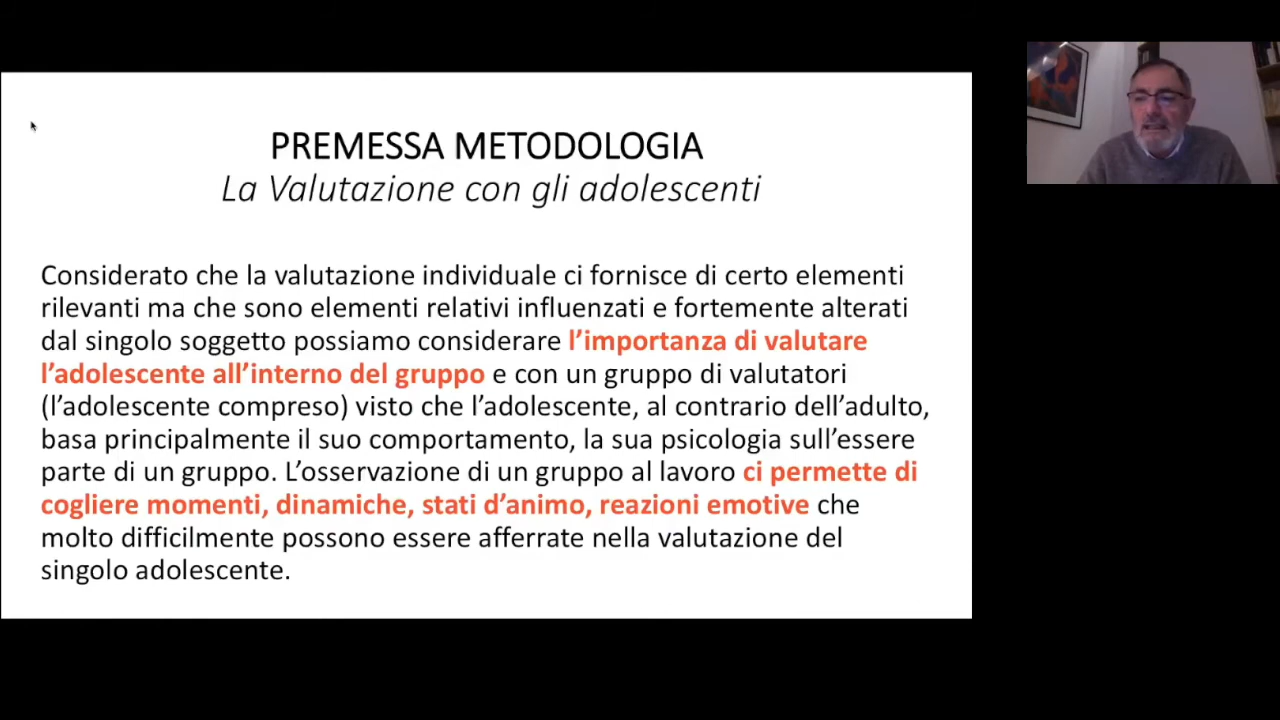 PREMESSA METODOLOGIA
La Valutazione con gli adolescenti
Considerato che la valutazione individuale ci fornisce di certo elementi
rilevanti ma che sono elementi relativi influenzati e fortemente alterati
dal singolo soggetto possiamo considerare l’importanza di valutare
l’adolescente all’interno del gruppo e con un gruppo di valutatori
(l’adolescente compreso) visto che l’adolescente, al contrario dell’adulto,
basa principalmente il suo comportamento, la sua psicologia sull’essere
parte di un gruppo. L’osservazione di un gruppo al lavoro ci permette di
cogliere momenti, dinamiche, stati d’animo, reazioni emotive che
molto difficilmente possono essere afferrate nella valutazione del
singolo adolescente.